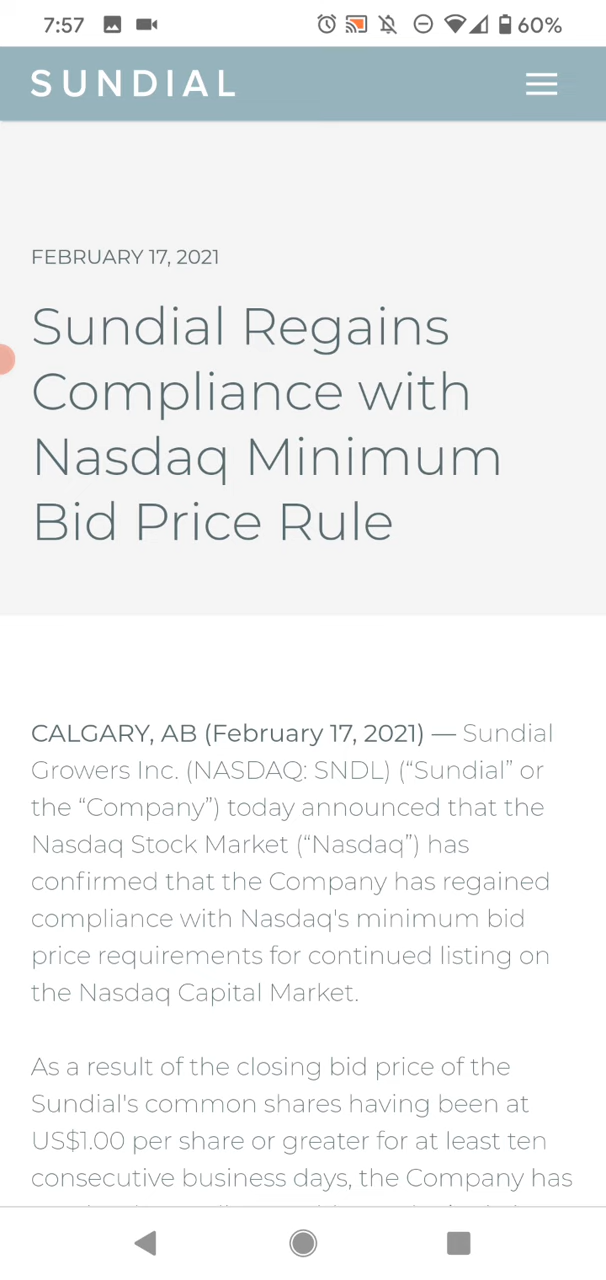 7:57
60%
SUNDIAL
FEBRUARY 17, 2021
Sundial Regains
Compliance with
Nasdaq Minimum
Bid Price Rule
CALGARY, AB (February 17, 2021) — Sundial
Growers Inc. (NASDAQ: SNDL) (“Sundial” or
the “Company”) today announced that the
Nasdaq Stock Market (“Nasdaq”) has
confirmed that the Company has regained
compliance with Nasdaq's minimum bid
price requirements for continued listing on
the Nasdaq Capital Market.
As a result of the closing bid price of the
Sundial's common shares having been at
US$1.00 per share or greater for at least ten
consecutive business days, the Company has